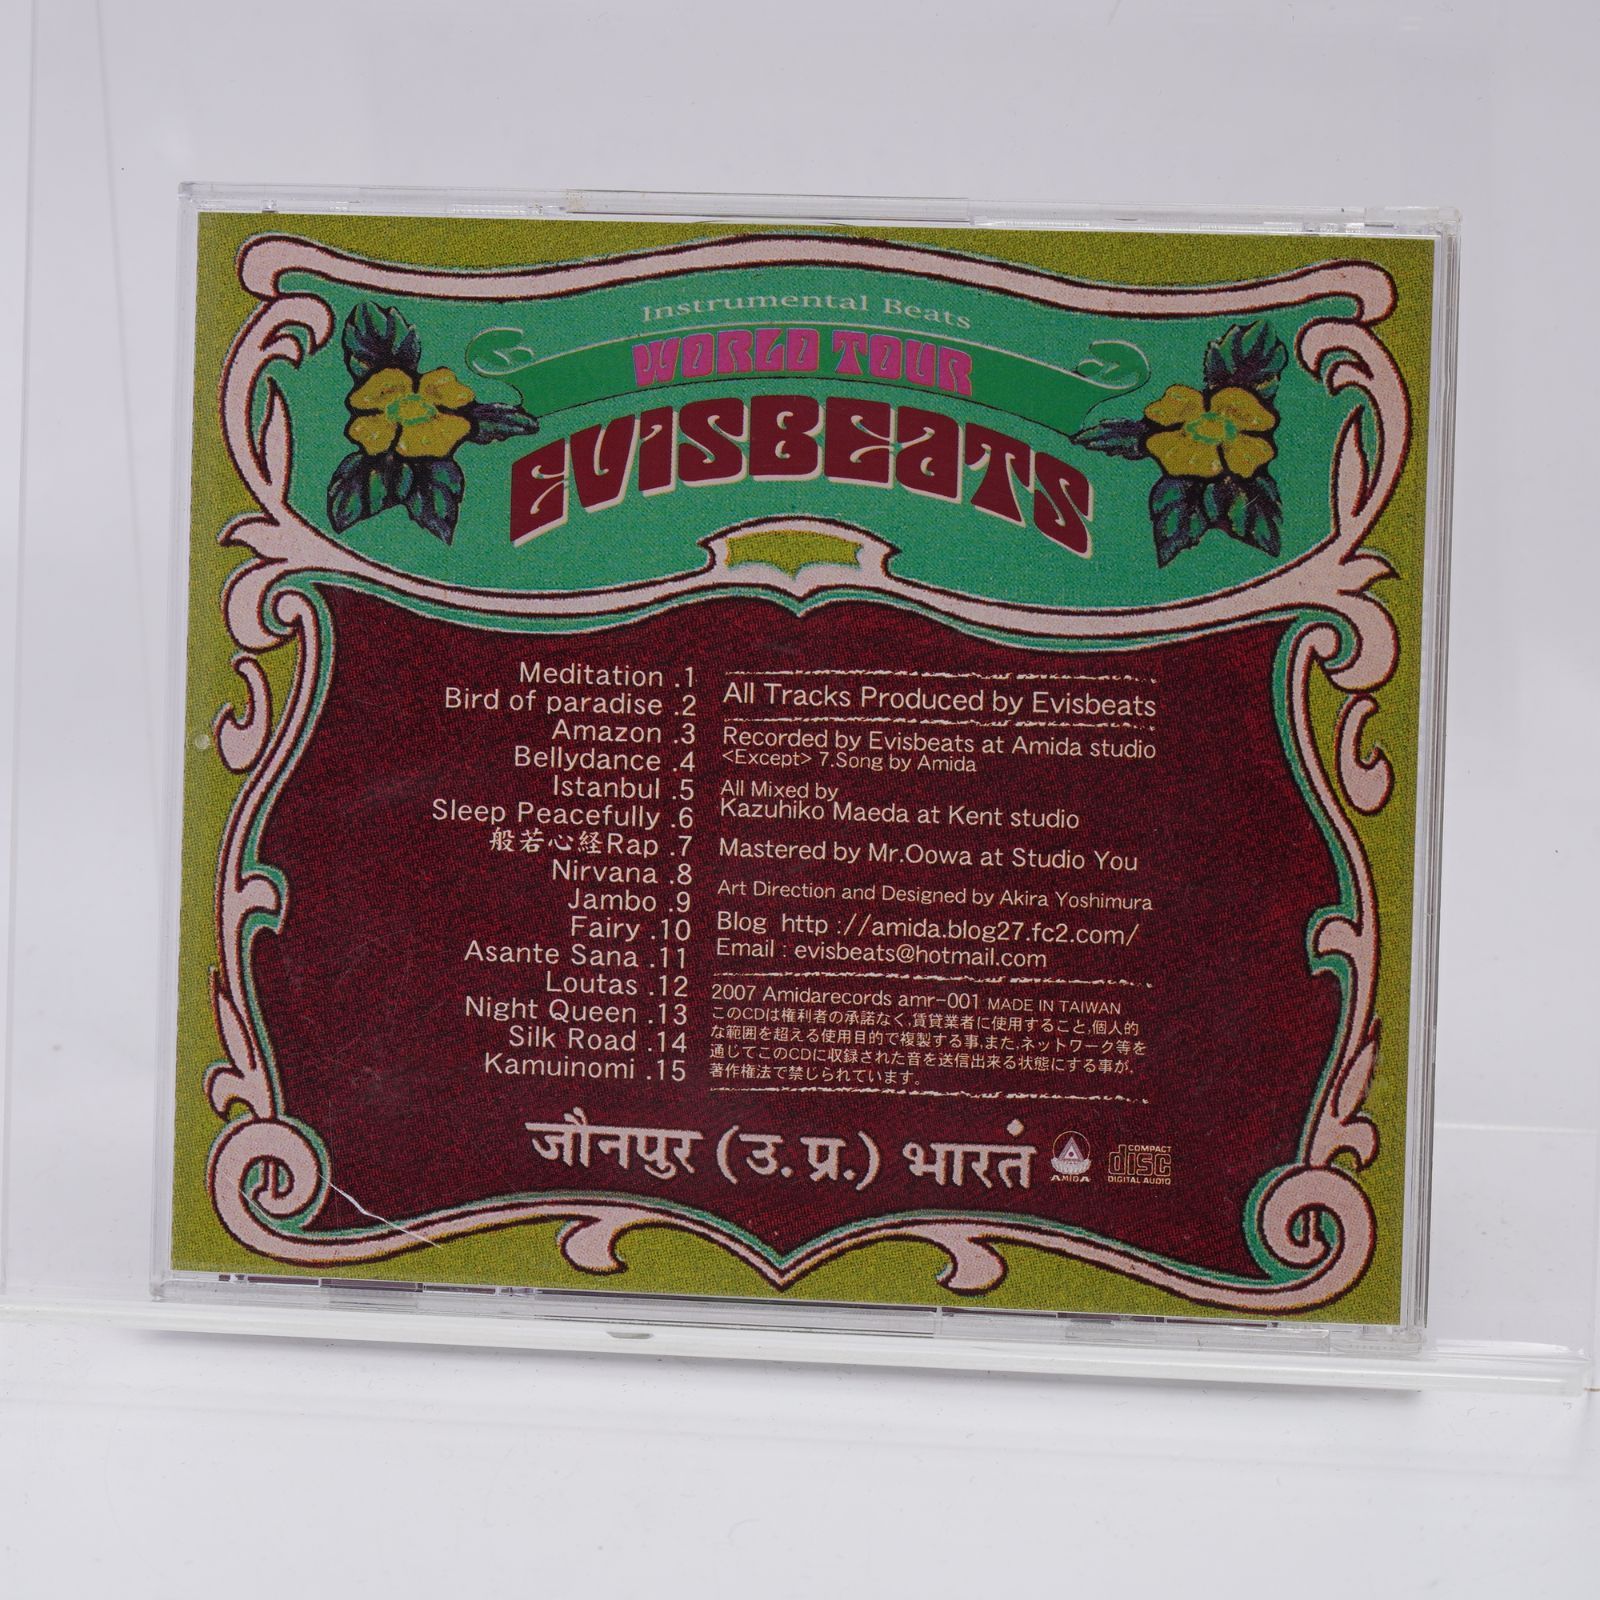 Instrumental Beats
WORLD TOUR
EVISBEATS
Meditation .1
Bird of paradise .2
Amazon .3
Bellydance .4
Istanbul .5
Sleep Peacefully .6
般若心経Rap .7
Nirvana .8
Jambo .9
Fairy .10
Asante Sana .11
Loutas .12
Night Queen .13
Silk Road .14
Kamuinomi .15
All Tracks Produced by Evisbeats
Recorded by Evisbeats at Amida studio
<Except> 7.Song by Amida
All Mixed by
Kazuhiko Maeda at Kent studio
Mastered by Mr.Oowa at Studio You
Art Direction and Designed by Akira Yoshimura
Blog http ://amida.blog27.fc2.com/
Email : evisbeats@hotmail.com
2007 Amidarecords amr-001 MADE IN TAIWAN
このCDは権利者の承諾なく,賃貸業者に使用すること,個人的
な範囲を超える使用目的で複製する事,また,ネットワーク等を
通じてこのCDに収録された音を送信出来る状態にする事が,
著作権法で禁じられています。
जौनपुर (उ.प्र.) भारतं
AMIDA
COMPACT
disc
DIGITAL AUDIO